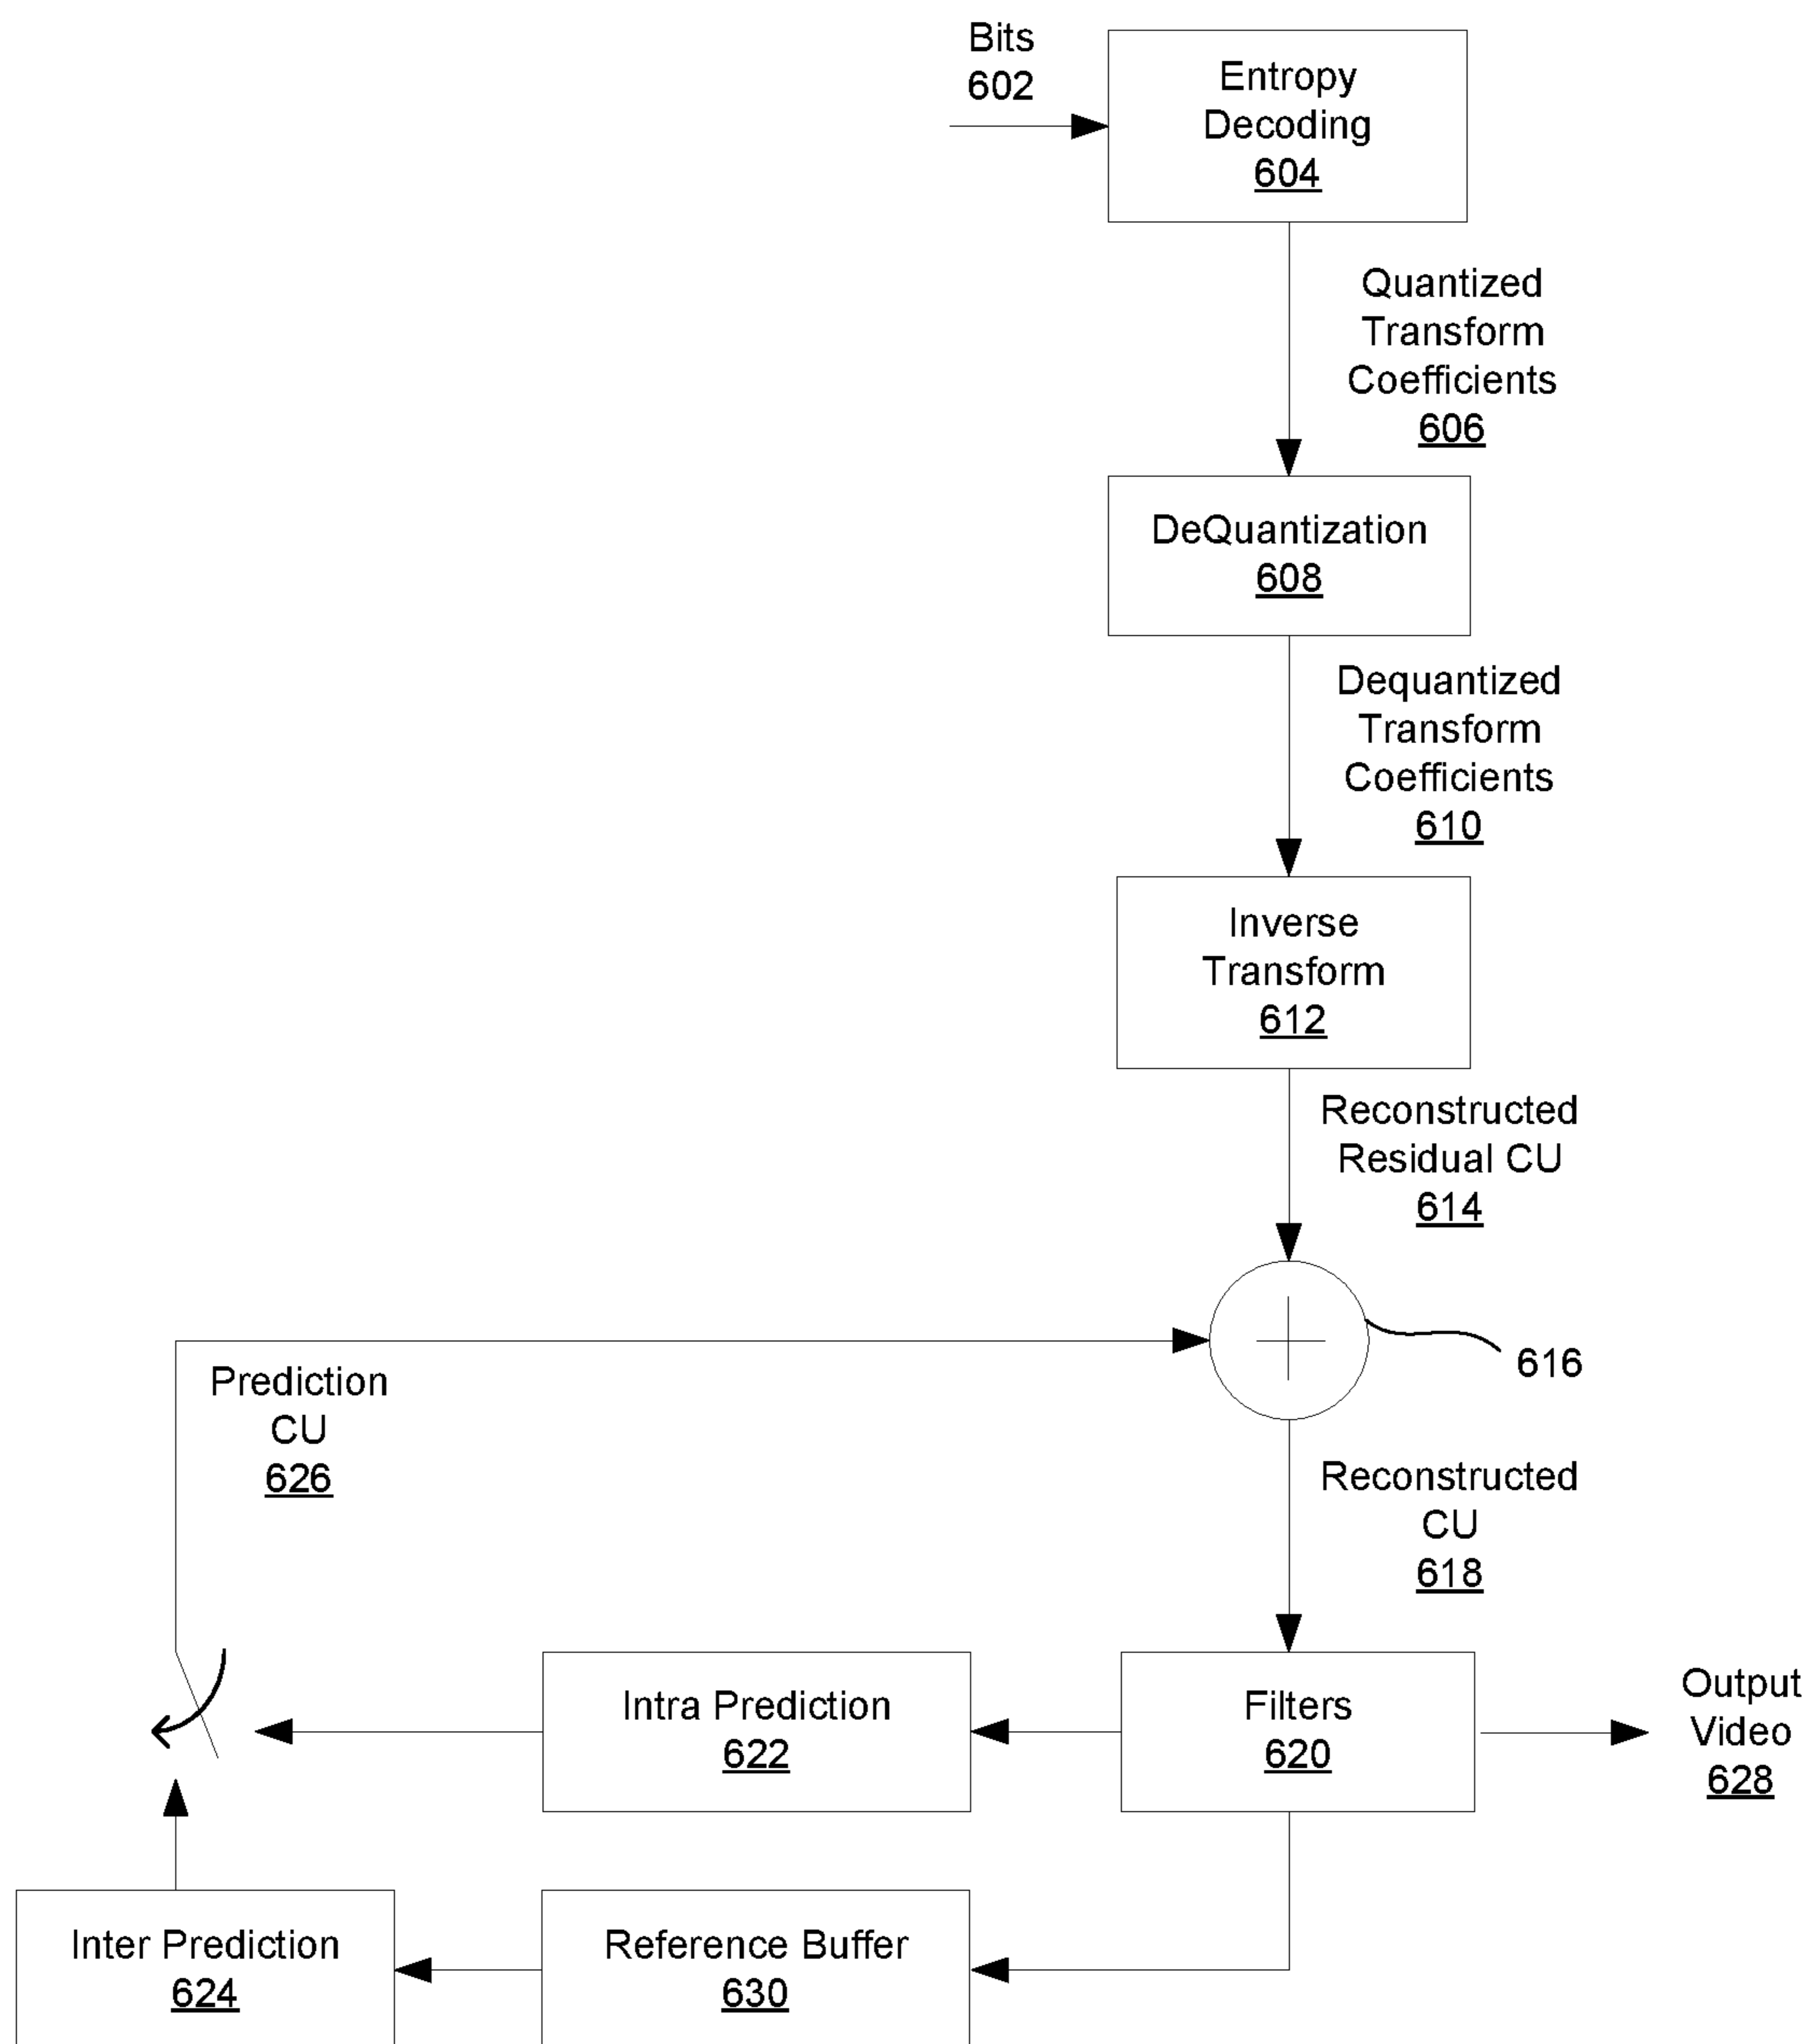 Bits
602
Entropy
Decoding
604
Quantized
Transform
Coefficients
606
DeQuantization
608
Dequantized
Transform
Coefficients
610
Inverse
Transform
612
Reconstructed
Residual CU
614
616
Prediction
CU
626
Reconstructed
CU
618
Intra Prediction
622
Filters
620
Output
Video
628
Inter Prediction
624
Reference Buffer
630